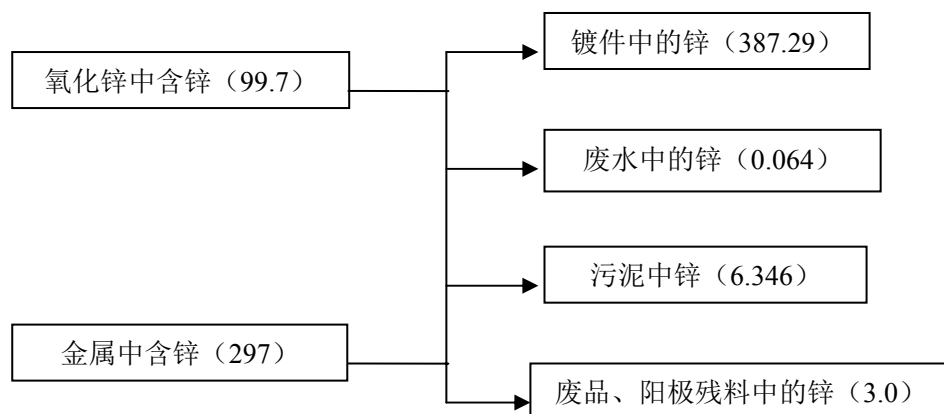 氧化锌中含锌（99.7）
金属中含锌（297）
镀件中的锌（387.29）
废水中的锌（0.064）
污泥中锌（6.346）
废品、阳极残料中的锌（3.0）